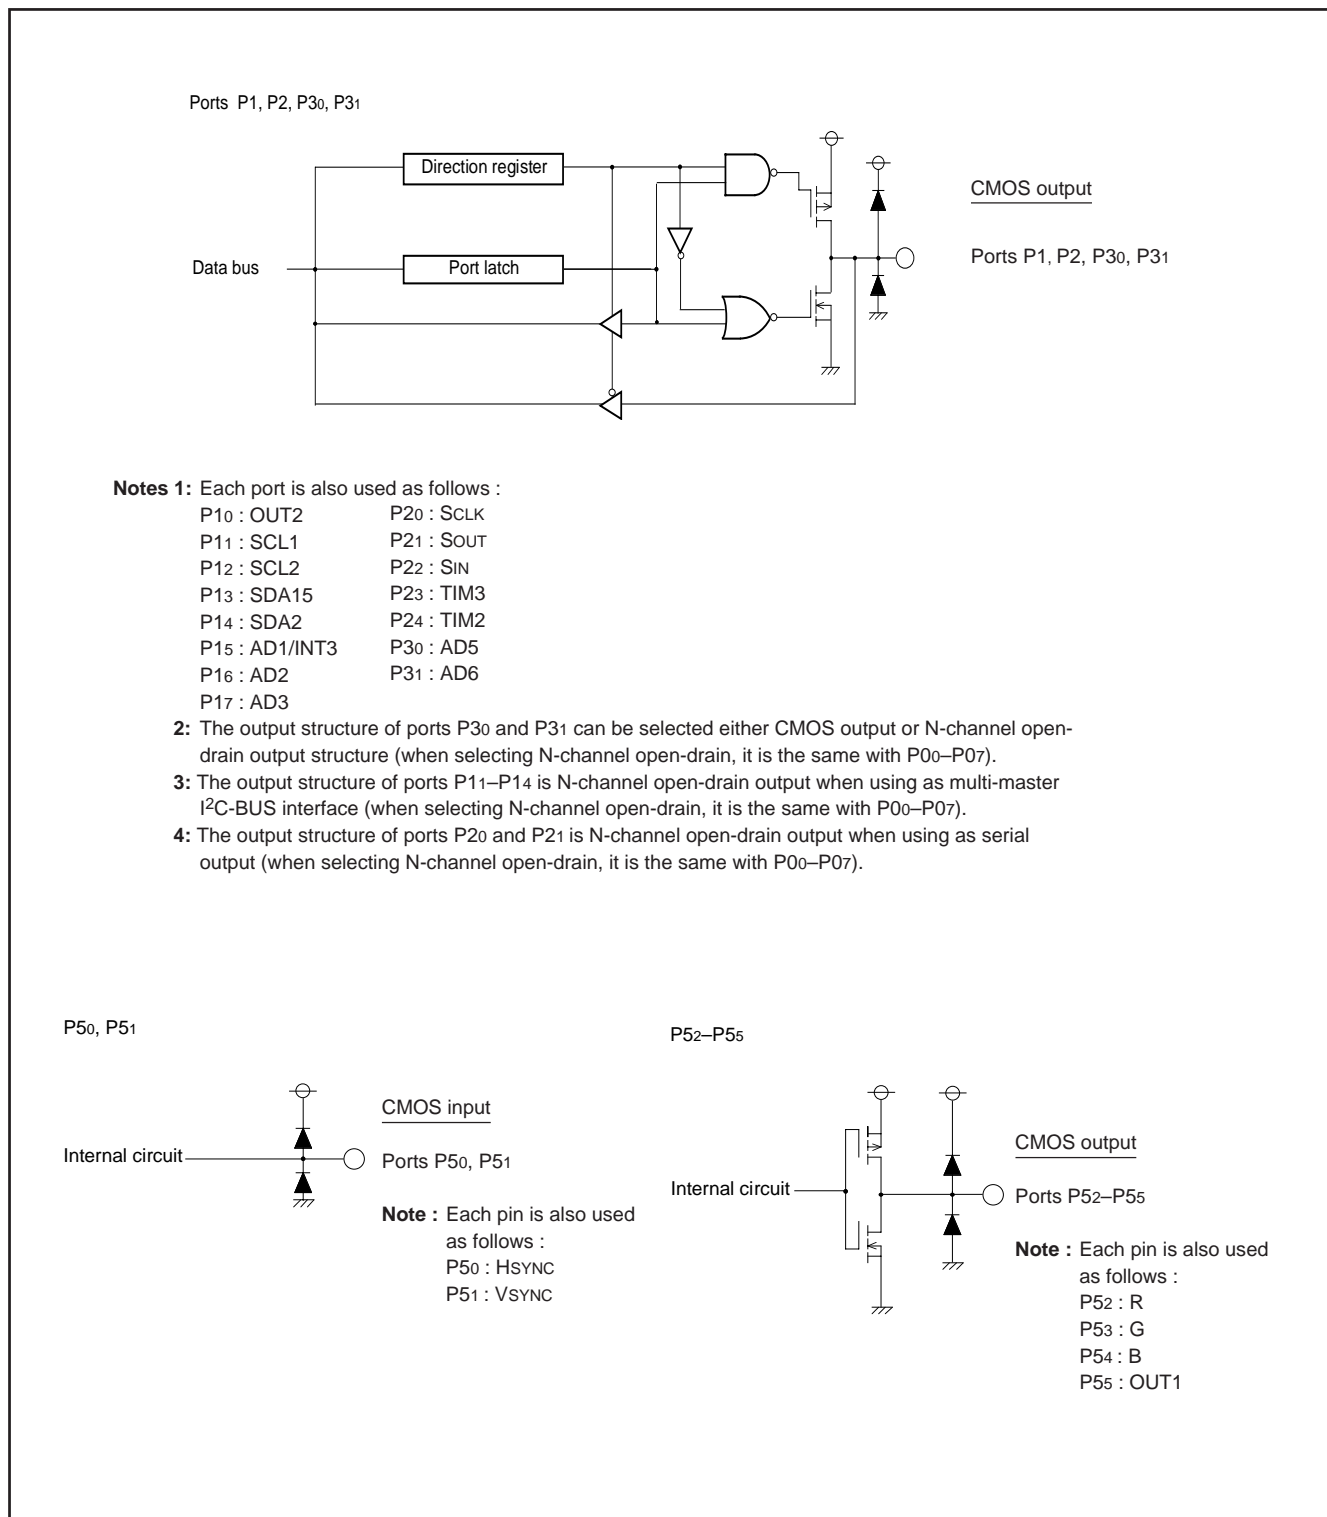 Ports P1, P2, P30, P31
Direction register
CMOS output
Data bus
Port latch
Ports P1, P2, P30, P31
Notes 1: Each port is also used as follows :
P10 : OUT2 P20 : SCLK
P11 : SCL1 P21 : SOUT
P12 : SCL2 P22 : SIN
P13 : SDA15 P23 : TIM3
P14 : SDA2 P24 : TIM2
P15 : AD1/INT3 P30 : AD5
P16 : AD2 P31 : AD6
P17 : AD3
2: The output structure of ports P30 and P31 can be selected either CMOS output or N-channel open-
drain output structure (when selecting N-channel open-drain, it is the same with P00–P07).
3: The output structure of ports P11–P14 is N-channel open-drain output when using as multi-master
I2C-BUS interface (when selecting N-channel open-drain, it is the same with P00–P07).
4: The output structure of ports P20 and P21 is N-channel open-drain output when using as serial
output (when selecting N-channel open-drain, it is the same with P00–P07).
P50, P51
CMOS input
Internal circuit
Ports P50, P51
Note : Each pin is also used
as follows :
P50 : HSYNC
P51 : VSYNC
P52–P55
CMOS output
Internal circuit
Ports P52–P55
Note : Each pin is also used
as follows :
P52 : R
P53 : G
P54 : B
P55 : OUT1